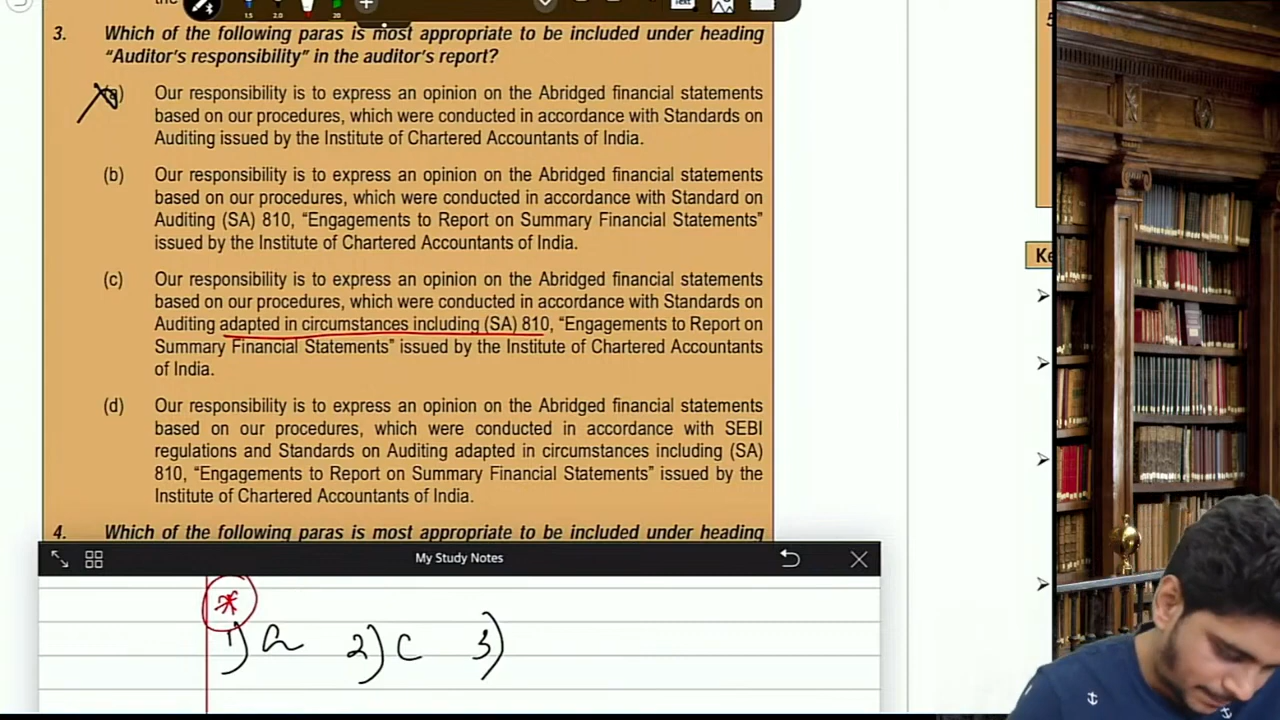 the
1.5 2.0 20
Text
3. Which of the following paras is most appropriate to be included under heading
“Auditor’s responsibility” in the auditor’s report?
(a) Our responsibility is to express an opinion on the Abridged financial statements
based on our procedures, which were conducted in accordance with Standards on
Auditing issued by the Institute of Chartered Accountants of India.
(b) Our responsibility is to express an opinion on the Abridged financial statements
based on our procedures, which were conducted in accordance with Standard on
Auditing (SA) 810, “Engagements to Report on Summary Financial Statements”
issued by the Institute of Chartered Accountants of India.
(c) Our responsibility is to express an opinion on the Abridged financial statements
based on our procedures, which were conducted in accordance with Standards on
Auditing adapted in circumstances including (SA) 810, “Engagements to Report on
Summary Financial Statements” issued by the Institute of Chartered Accountants
of India.
(d) Our responsibility is to express an opinion on the Abridged financial statements
based on our procedures, which were conducted in accordance with SEBI
regulations and Standards on Auditing adapted in circumstances including (SA)
810, “Engagements to Report on Summary Financial Statements” issued by the
Institute of Chartered Accountants of India.
4. Which of the following paras is most appropriate to be included under heading
Ke
My Study Notes
1) a 2) c 3)